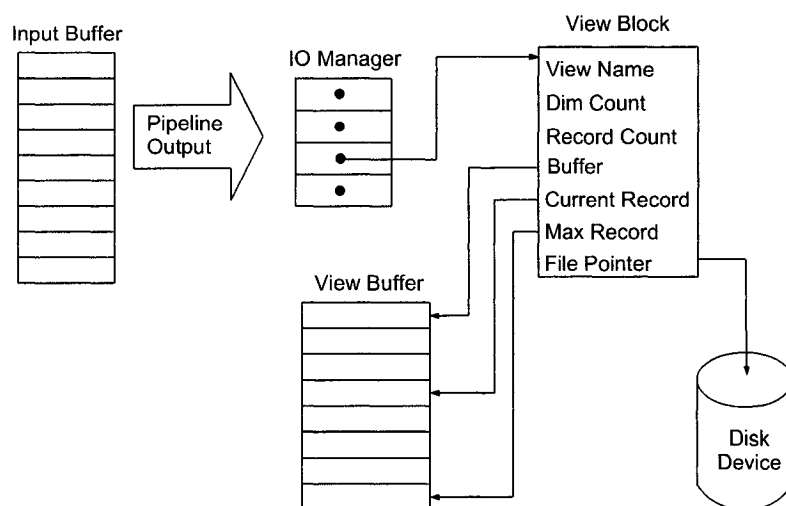 Input Buffer
Pipeline
Output
IO Manager
View Block
View Name
Dim Count
Record Count
Buffer
Current Record
Max Record
File Pointer
View Buffer
Disk
Device